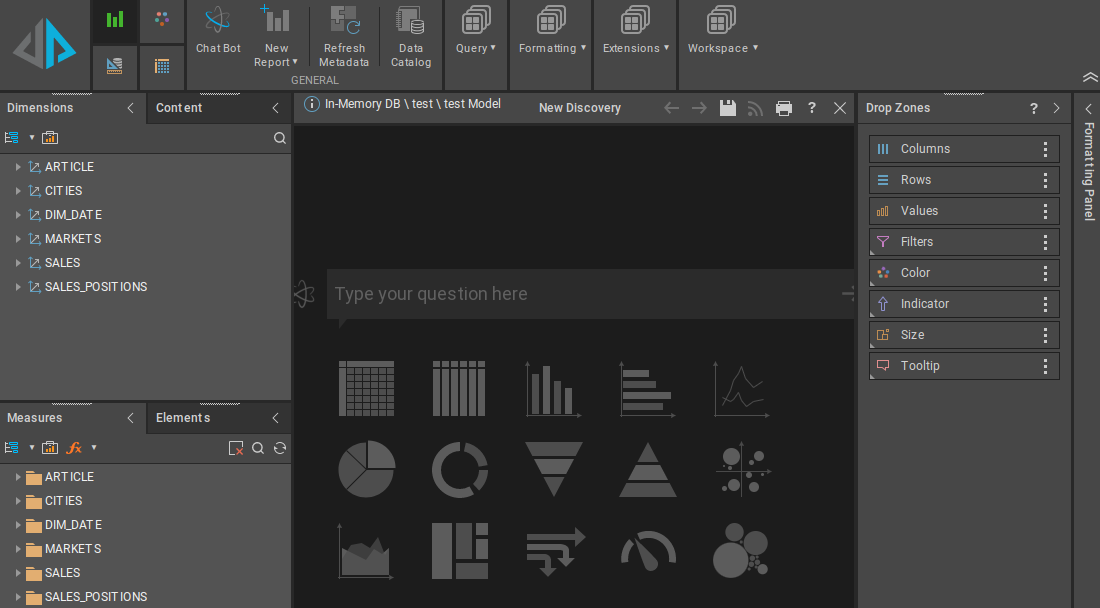 Chat Bot
New
Report
Refresh
Metadata
Data
Catalog
GENERAL
Query
Formatting
Extensions
Workspace
Dimensions
Content
ARTICLE
CITIES
DIM_DATE
MARKETS
SALES
SALES_POSITIONS
Measures
Elements
fx
ARTICLE
CITIES
DIM_DATE
MARKETS
SALES
SALES_POSITIONS
In-Memory DB \ test \ test Model
New Discovery
?
Type your question here
Drop Zones
?
Columns
Rows
Values
Filters
Color
Indicator
Size
Tooltip
Formatting Panel